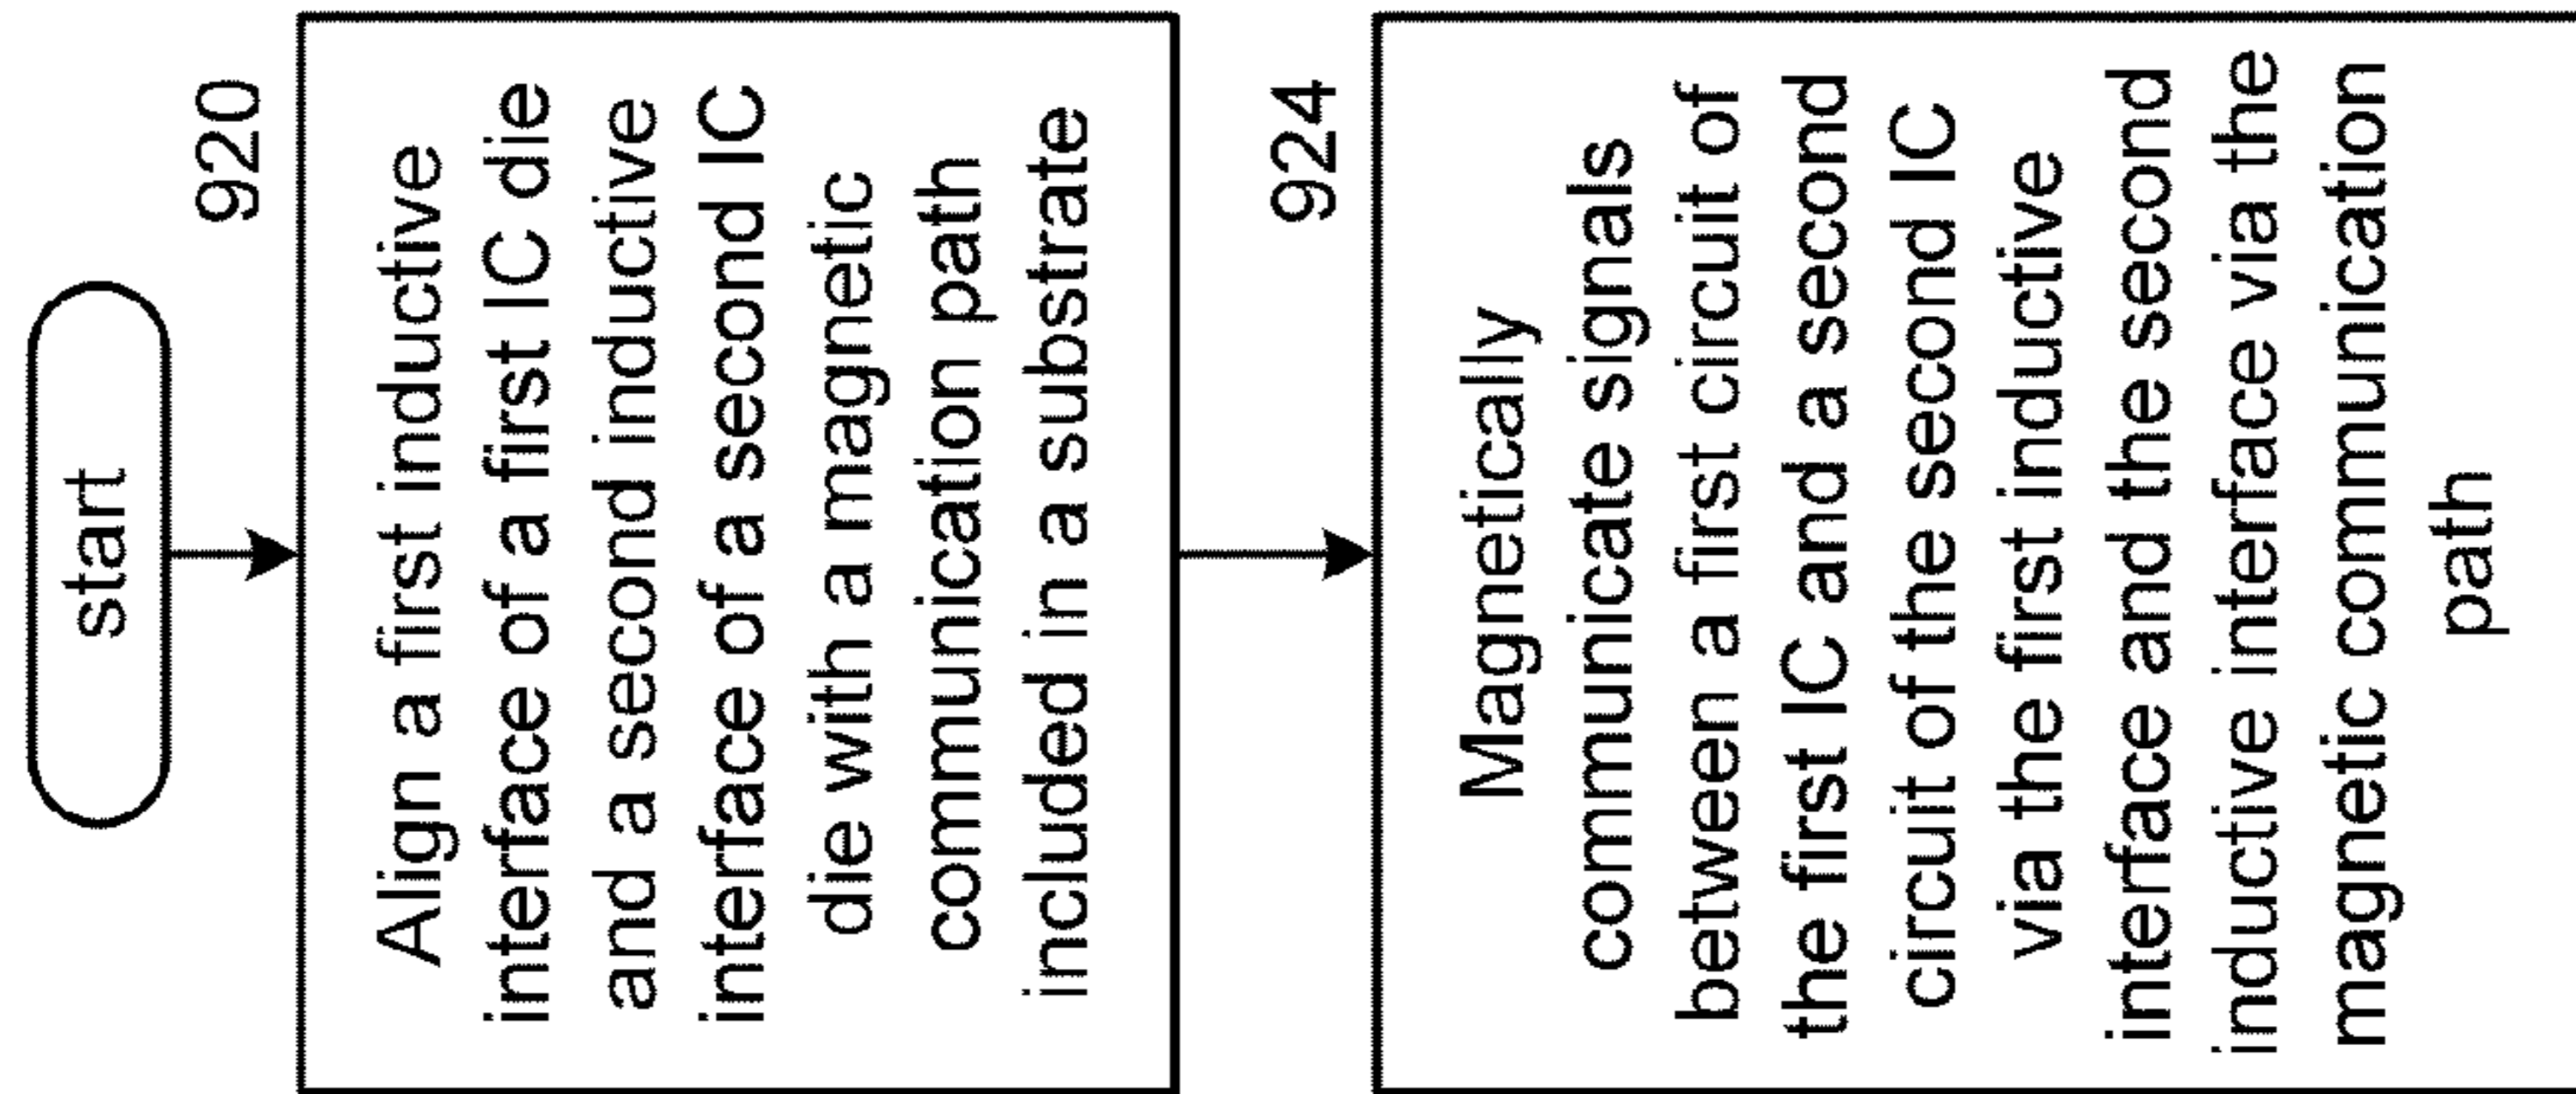 start
920
Align a first inductive
interface of a first IC die
and a second inductive
interface of a second IC
die with a magnetic
communication path
included in a substrate
924
Magnetically
communicate signals
between a first circuit of
the first IC and a second
circuit of the second IC
via the first inductive
interface and the second
inductive interface via the
magnetic communication
path